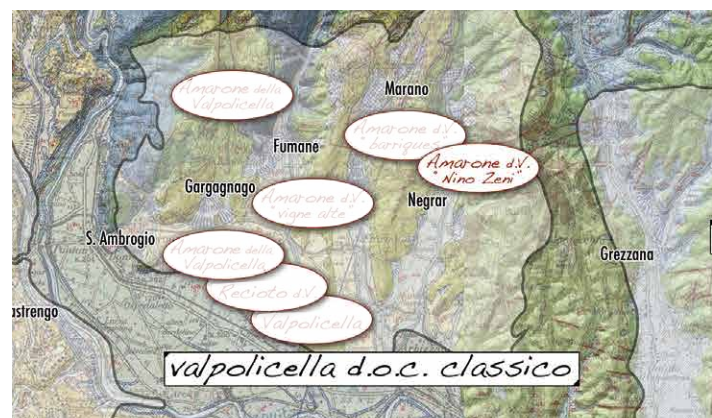 Amarone della
Valpolicella
Marano
Amarone d.V.
"barriques"
Fumane
Amarone d.V.
"Nino Zeni"
Gargagnago
Amarone d.V.
"vigne alte"
Negrar
S. Ambrogio
Amarone della
Valpolicella
Grezzana
Recioto d.V.
astrengo
Valpolicella
valpolicella d.o.c. classico